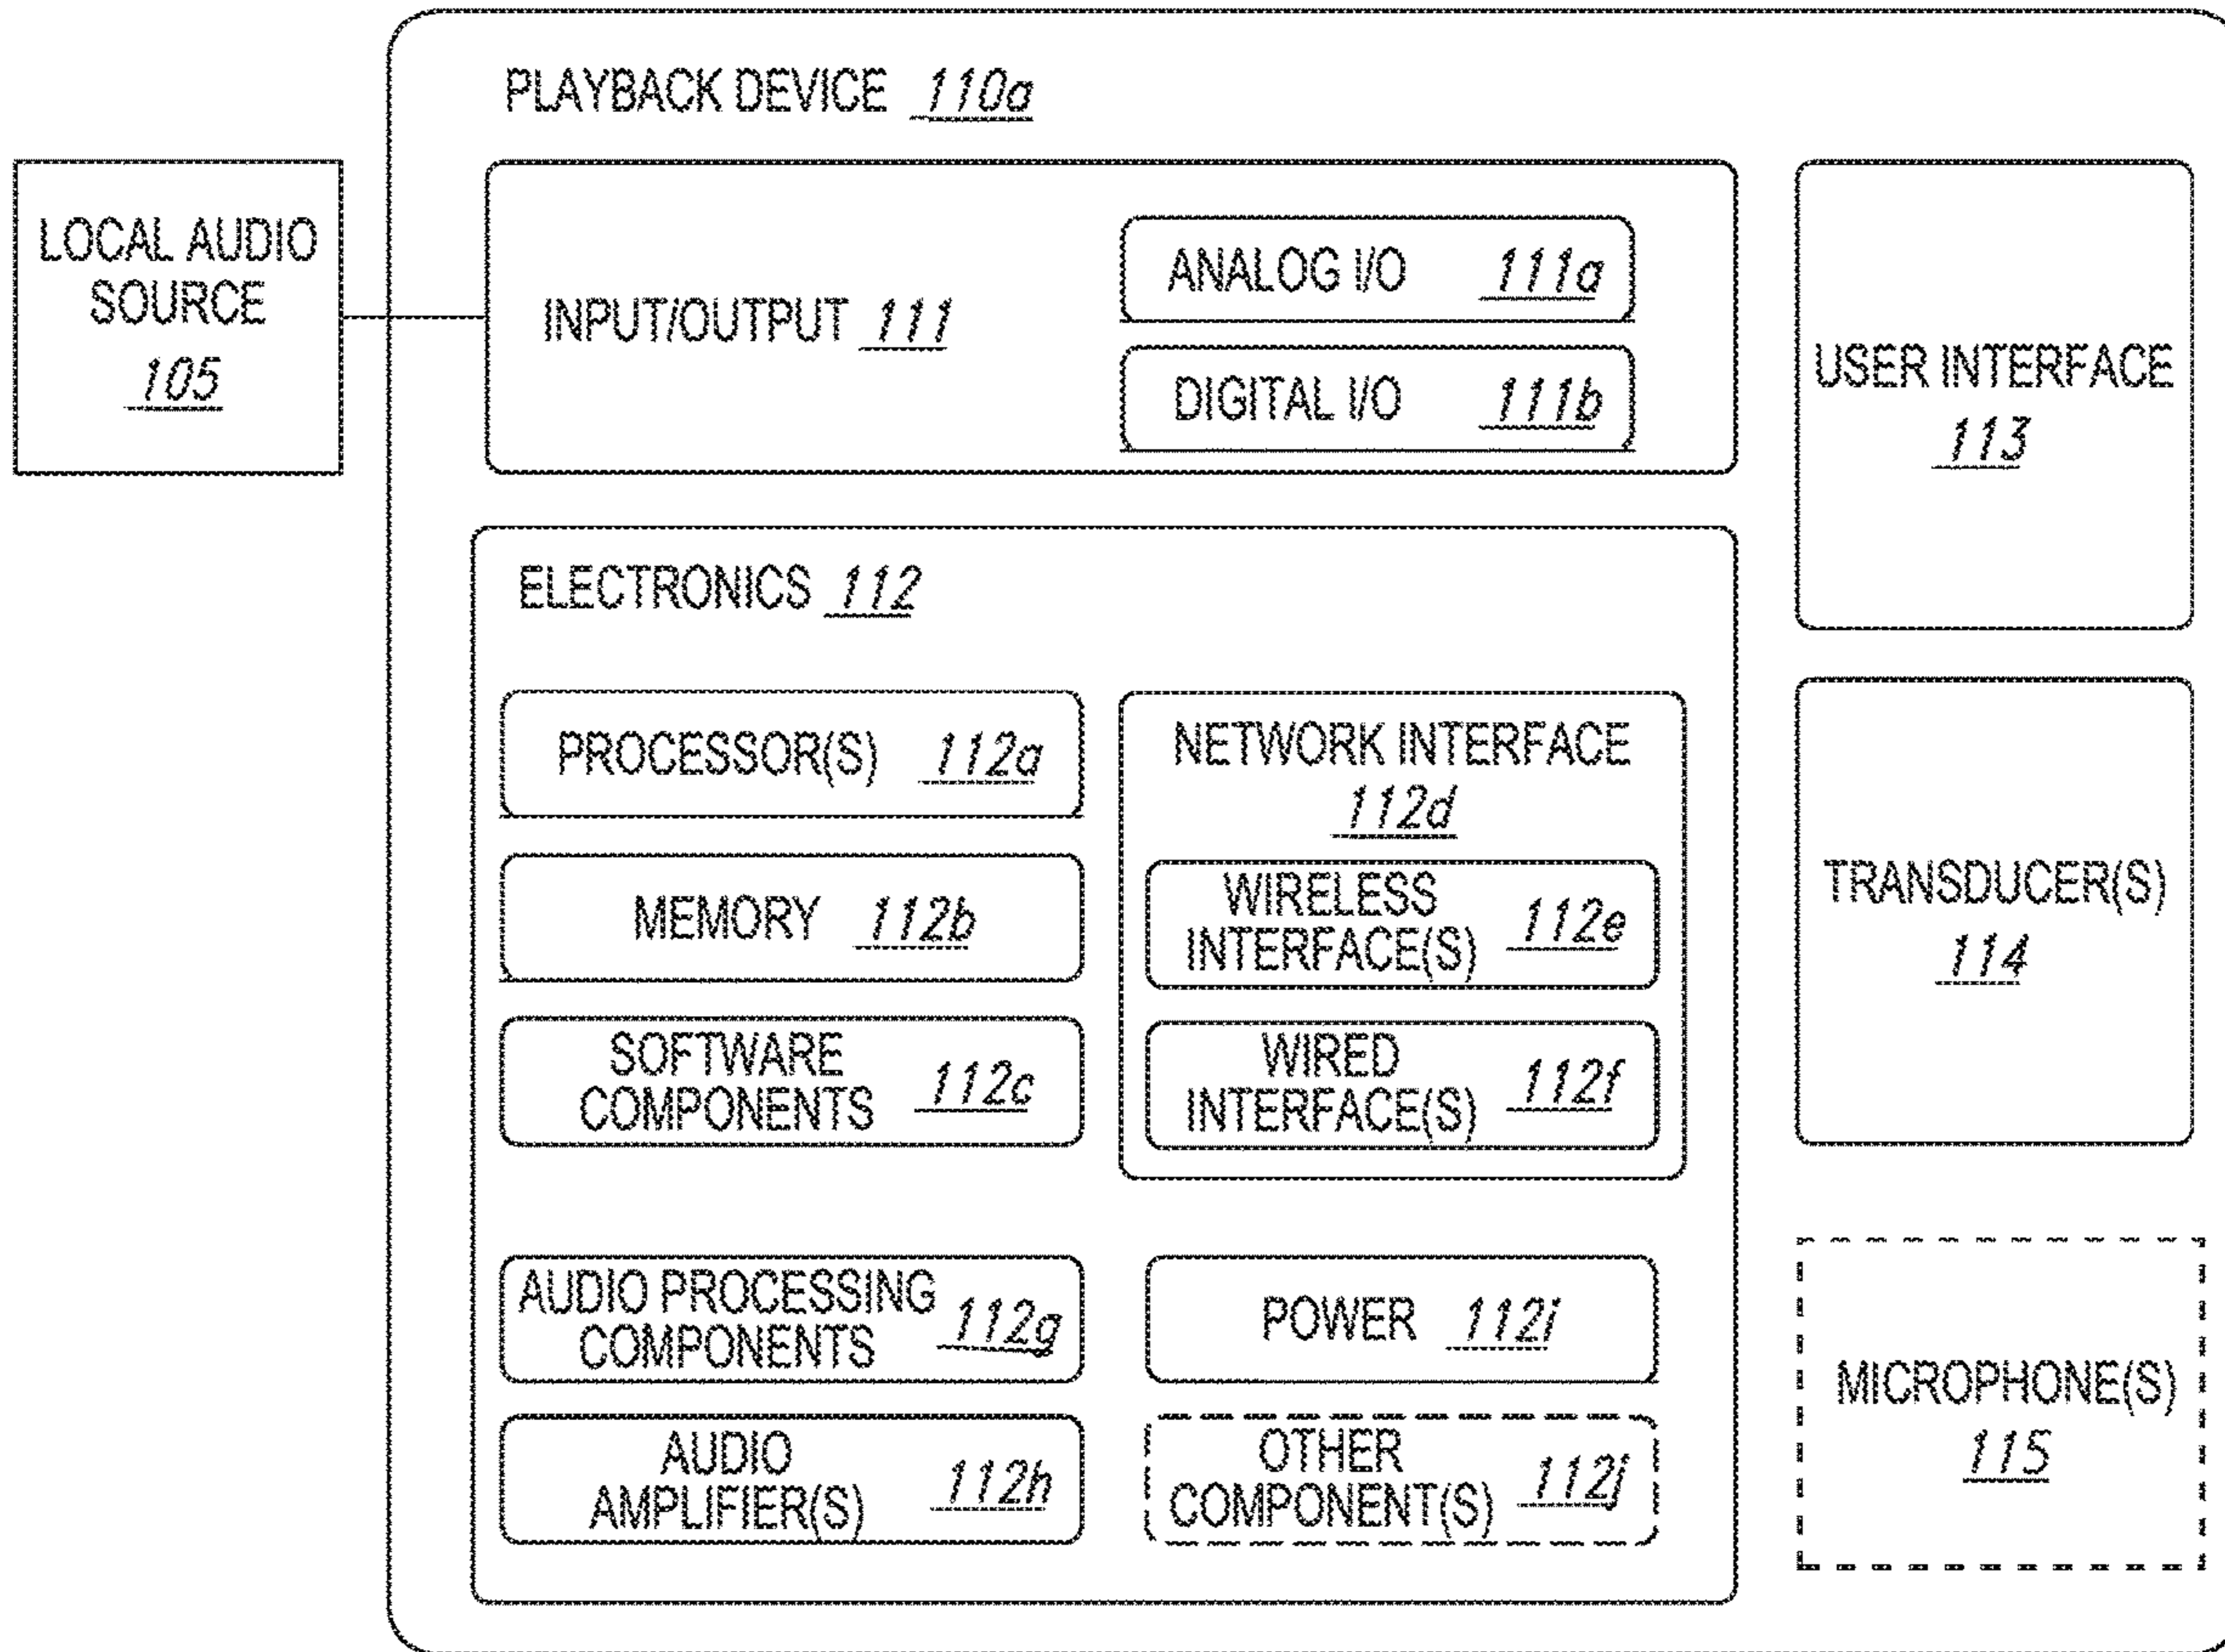 PLAYBACK DEVICE 110a
LOCAL AUDIO
SOURCE
105
INPUT/OUTPUT 111
ANALOG I/O 111a
DIGITAL I/O 111b
USER INTERFACE
113
ELECTRONICS 112
PROCESSOR(S) 112a
MEMORY 112b
SOFTWARE
COMPONENTS 112c
NETWORK INTERFACE
112d
WIRELESS
INTERFACE(S) 112e
WIRED
INTERFACE(S) 112f
AUDIO PROCESSING
COMPONENTS 112g
AUDIO
AMPLIFIER(S) 112h
POWER 112i
OTHER
COMPONENT(S) 112j
TRANSDUCER(S)
114
MICROPHONE(S)
115